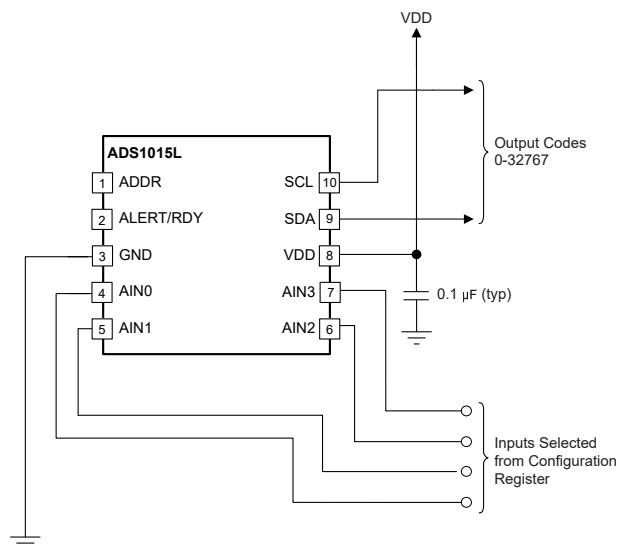 VDD
ADS1015L
Output Codes
0-32767
1 ADDR SCL 10
2 ALERT/RDY SDA 9
3 GND VDD 8
4 AIN0 AIN3 7
0.1 μF (typ)
5 AIN1 AIN2 6
Inputs Selected
from Configuration
Register